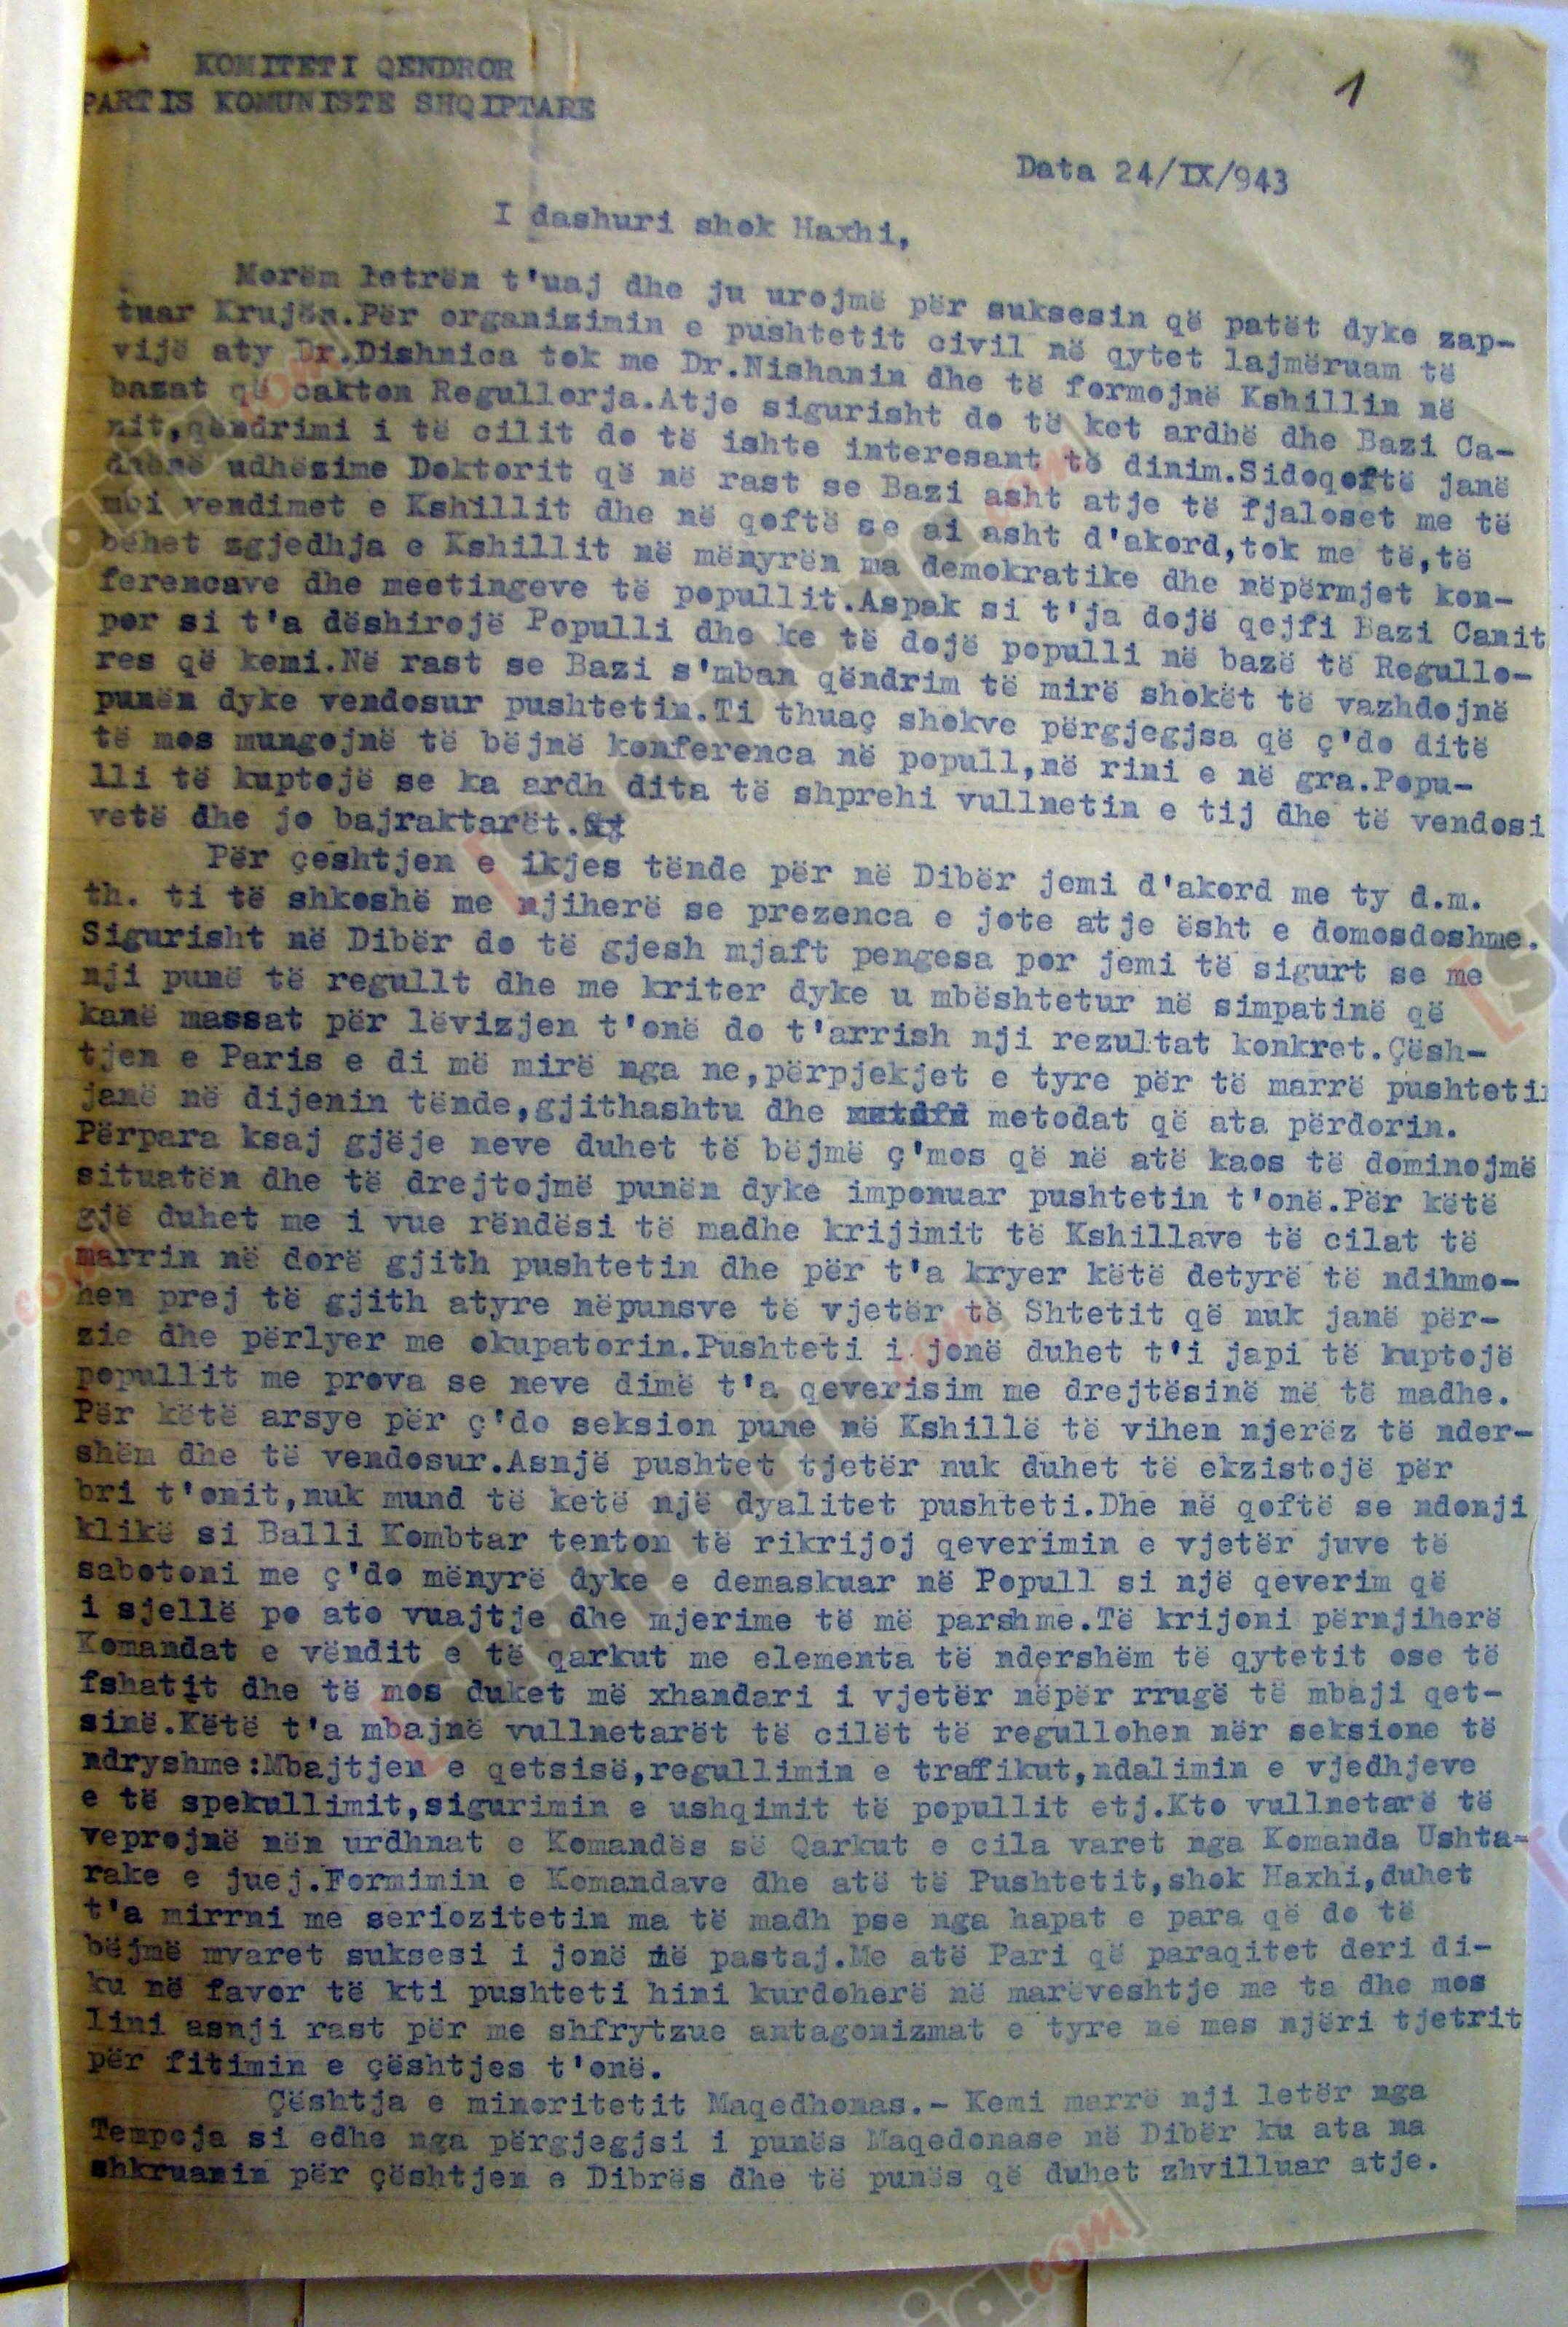 KOMITETI QENDROR
PARTIS KOMUNISTE SHQIPTARE
1
Data 24/IX/943
I dashuri shok Haxhi,
Morëm letrën t'uaj dhe ju urojmë për suksesin që patët dyke zap-
tuar Krujën.Për organizimin e pushtetit civil në qytet lajmëruam të
vijë aty Dr.Dishnica tok me Dr.Nishanin dhe të formojnë Kshillin në
bazat që cakton Regullorja.Atje sigurisht do të ket ardhë dhe Bazi Ca-
nit,qëndrimi i të cilit do të ishte interesant të dinim.Sidoqoftë janë
dhënë udhëzime Doktorit që në rast se Bazi asht atje të fjaloset me të
mbi vendimet e Kshillit dhe në qoftë se ai asht d'akord,tok me të,të
bëhet zgjedhja e Kshillit në mënyrën ma demokratike dhe nëpërmjet kon-
ferencave dhe meetingeve të popullit.Aspak si t'ja dojë qejfi Bazi Canit
por si t'a dëshirojë Populli dhe ke të dojë populli në bazë të Regullo-
res që kemi.Në rast se Bazi s'mban qëndrim të mirë shokët të vazhdojnë
punën dyke vendosur pushtetin.Ti thuaç shokve përgjegjsa që ç'do ditë
të mos mungojnë të bëjnë konferenca në popull,në rini e në gra.Popu-
lli të kuptojë se ka ardh dita të shprehi vullnetin e tij dhe të vendosi
vetë dhe jo bajraktarët.
Për çeshtjen e ikjes tënde për në Dibër jemi d'akord me ty d.m.
th. ti të shkoshë me njiherë se prezenca e jote atje ësht e domosdoshme.
Sigurisht në Dibër do të gjesh mjaft pengesa por jemi të sigurt se me
nji punë të regullt dhe me kriter dyke u mbështetur në simpatinë që
kanë massat për lëvizjen t'onë do t'arrish nji rezultat konkret.Çësh-
tjen e Paris e di më mirë nga ne,përpjekjet e tyre për të marrë pushtetin
janë në dijenin tënde,gjithashtu dhe metodat që ata përdorin.
Përpara ksaj gjëje neve duhet të bëjmë ç'mos që në atë kaos të dominojmë
situatën dhe të drejtojmë punën dyke imponuar pushtetin t'onë.Për këtë
gjë duhet me i vue rëndësi të madhe krijimit të Kshillave të cilat të
marrin në dorë gjith pushtetin dhe për t'a kryer këtë detyrë të ndihmo-
hen prej të gjith atyre nëpunsve të vjetër të Shtetit që nuk janë për-
zie dhe përlyer me okupatorin.Pushteti i jonë duhet t'i japi të kuptojë
popullit me prova se neve dimë t'a qeverisim me drejtësinë më të madhe.
Për këtë arsye për ç'do seksion pune në Kshillë të vihen njerëz të nder-
shëm dhe të vendosur.Asnjë pushtet tjetër nuk duhet të ekzistojë për
bri t'onit,nuk mund të ketë një dyalitet pushteti.Dhe në qoftë se ndonji
klikë si Balli Kombtar tenton të rikrijoj qeverimin e vjetër juve të
sabotoni me ç'do mënyrë dyke e demaskuar në Popull si një qeverim që
i sjellë po ato vuajtje dhe mjerime të më parshme.Të krijoni përnjiherë
Komandat e vëndit e të qarkut me elementa të ndershëm të qytetit ose të
fshatit dhe të mos duket më xhandari i vjetër nëpër rrugë të mbaji qet-
sinë.Këtë t'a mbajnë vullnetarët të cilët të regullohen nër seksione të
ndryshme:Mbajtjen e qetsisë,regullimin e traffikut,ndalimin e vjedhjeve
e të spekullimit,sigurimin e ushqimit të popullit etj.Kto vullnetarë të
veprojnë nën urdhnat e Komandës së Qarkut e cila varet nga Komanda Ushta-
rake e juej.Formimin e Komandave dhe atë të Pushtetit,shok Haxhi,duhet
t'a mirrni me seriozitetin ma të madh pse nga hapat e para që do të
bëjmë mvaret suksesi i jonë më pastaj.Me atë Pari që paraqitet deri di-
ku në favor të kti pushteti hini kurdoherë në marëveshtje me ta dhe mos
lini asnji rast për me shfrytzue antagonizmat e tyre në mes njëri tjetrit
për fitimin e çështjes t'onë.
Çështja e minoritetit Maqedhonas.- Kemi marrë nji letër nga
Tempoja si edhe nga përgjegjsi i punës Maqedonase në Dibër ku ata na
shkruanin për çështjen e Dibrës dhe të punës që duhet zhvilluar atje.